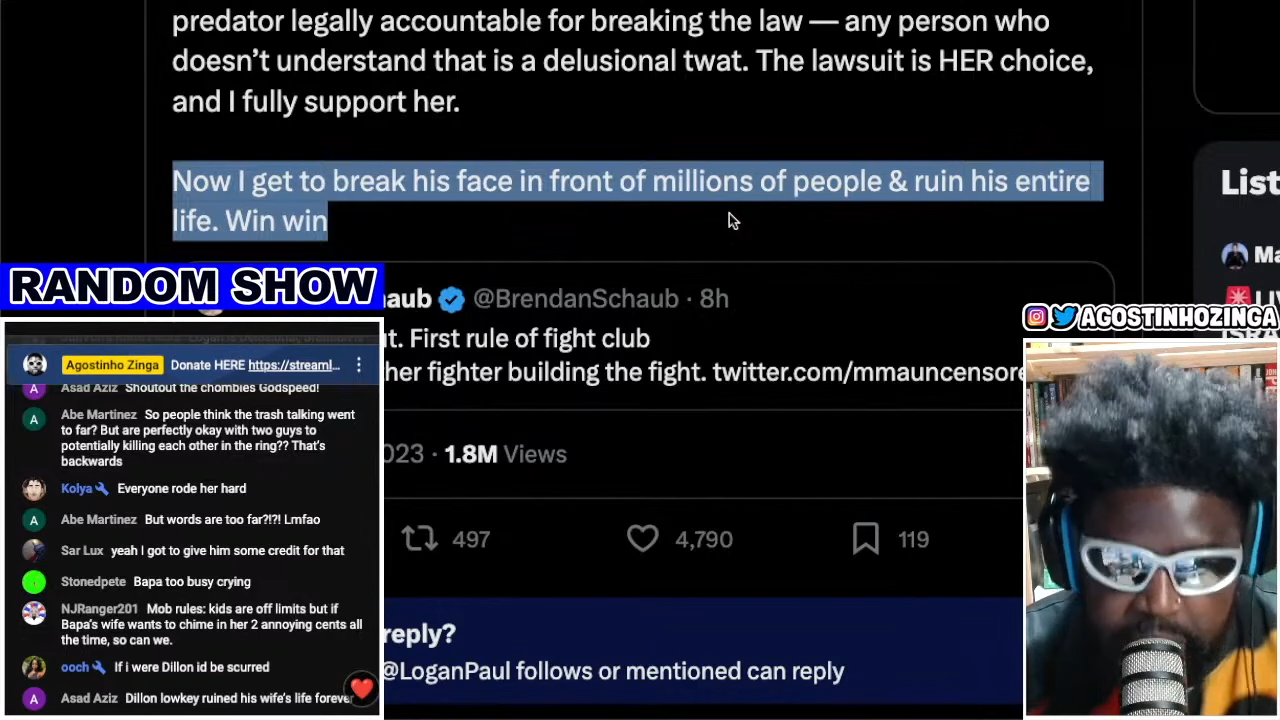 predator legally accountable for breaking the law — any person who
doesn’t understand that is a delusional twat. The lawsuit is HER choice,
and I fully support her.
Now I get to break his face in front of millions of people & ruin his entire
life. Win win
List
Ma
LIV
ISRA
aub @BrendanSchaub · 8h
t. First rule of fight club
her fighter building the fight. twitter.com/mmauncensore
023 · 1.8M Views
497 4,790 119
reply?
@LoganPaul follows or mentioned can reply
RANDOM SHOW
Agostinho Zinga Donate HERE https://streaml...
Asad Aziz Shoutout the chombies Godspeed!
Abe Martinez So people think the trash talking went
to far? But are perfectly okay with two guys to
potentially killing each other in the ring?? That's
backwards
Kolya Everyone rode her hard
Abe Martinez But words are too far?!?! Lmfao
Sar Lux yeah I got to give him some credit for that
Stonedpete Bapa too busy crying
NJRanger201 Mob rules: kids are off limits but if
Bapa's wife wants to chime in her 2 annoying cents all
the time, so can we.
ooch If i were Dillon id be scurred
Asad Aziz Dillon lowkey ruined his wife's life forever
@AGOSTINHOZINGA